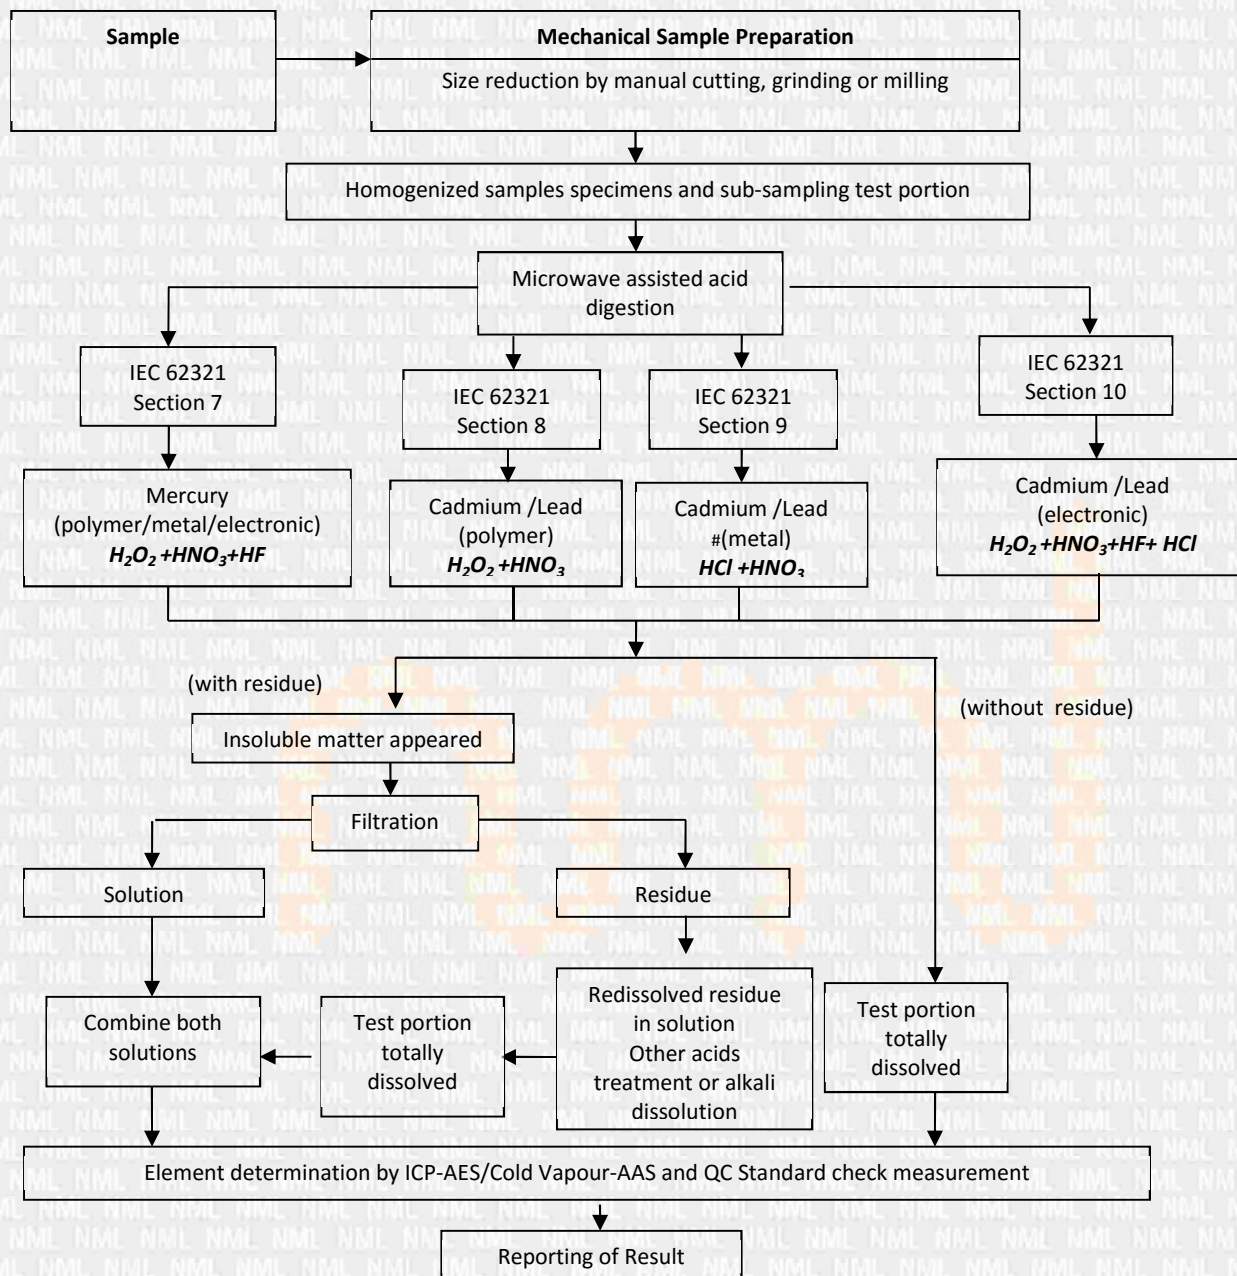 Sample
Mechanical Sample Preparation
Size reduction by manual cutting, grinding or milling
Homogenized samples specimens and sub-sampling test portion
Microwave assisted acid
digestion
IEC 62321
Section 7
IEC 62321
Section 8
IEC 62321
Section 9
IEC 62321
Section 10
Mercury
(polymer/metal/electronic)
H₂O₂ +HNO₃+HF
Cadmium /Lead
(polymer)
H₂O₂ +HNO₃
Cadmium /Lead
#(metal)
HCl +HNO₃
Cadmium /Lead
(electronic)
H₂O₂ +HNO₃+HF+ HCl
(with residue)
(without residue)
Insoluble matter appeared
Filtration
Solution
Residue
Combine both
solutions
Test portion
totally
dissolved
Redissolved residue
in solution
Other acids
treatment or alkali
dissolution
Test portion
totally
dissolved
Element determination by ICP-AES/Cold Vapour-AAS and QC Standard check measurement
Reporting of Result